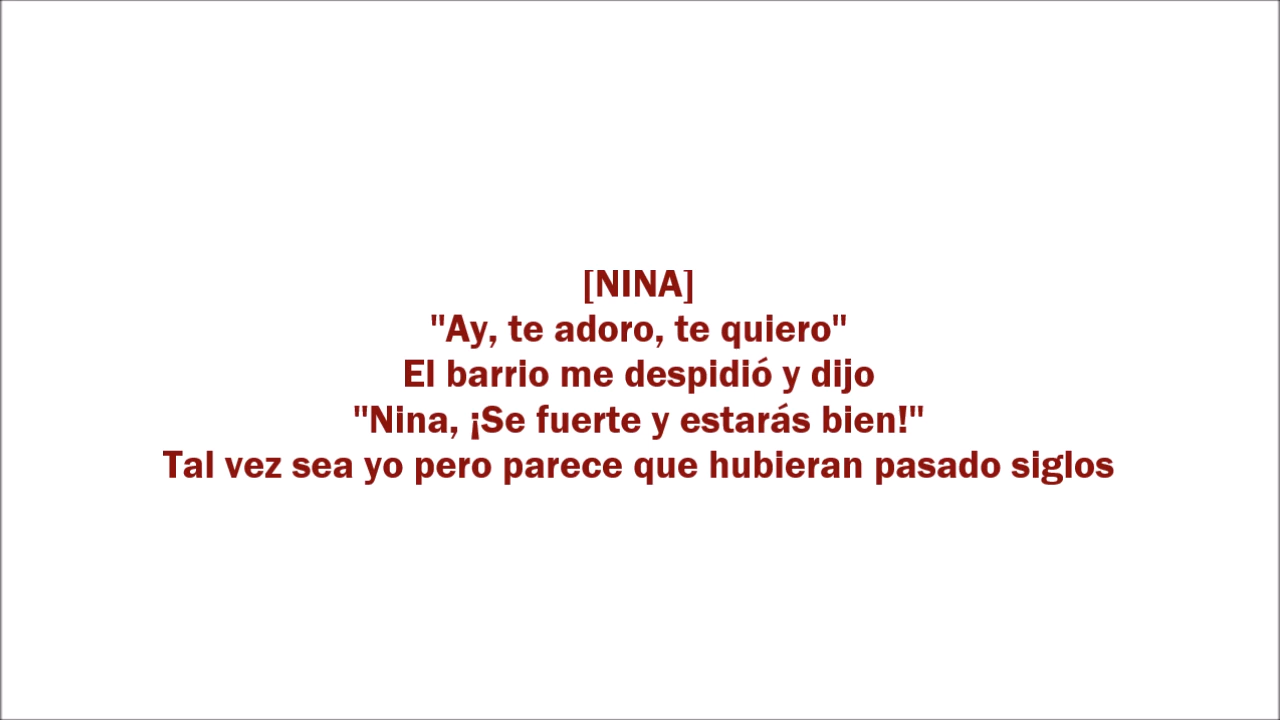 [NINA]
"Ay, te adoro, te quiero"
El barrio me despidió y dijo
"Nina, ¡Se fuerte y estarás bien!"
Tal vez sea yo pero parece que hubieran pasado siglos